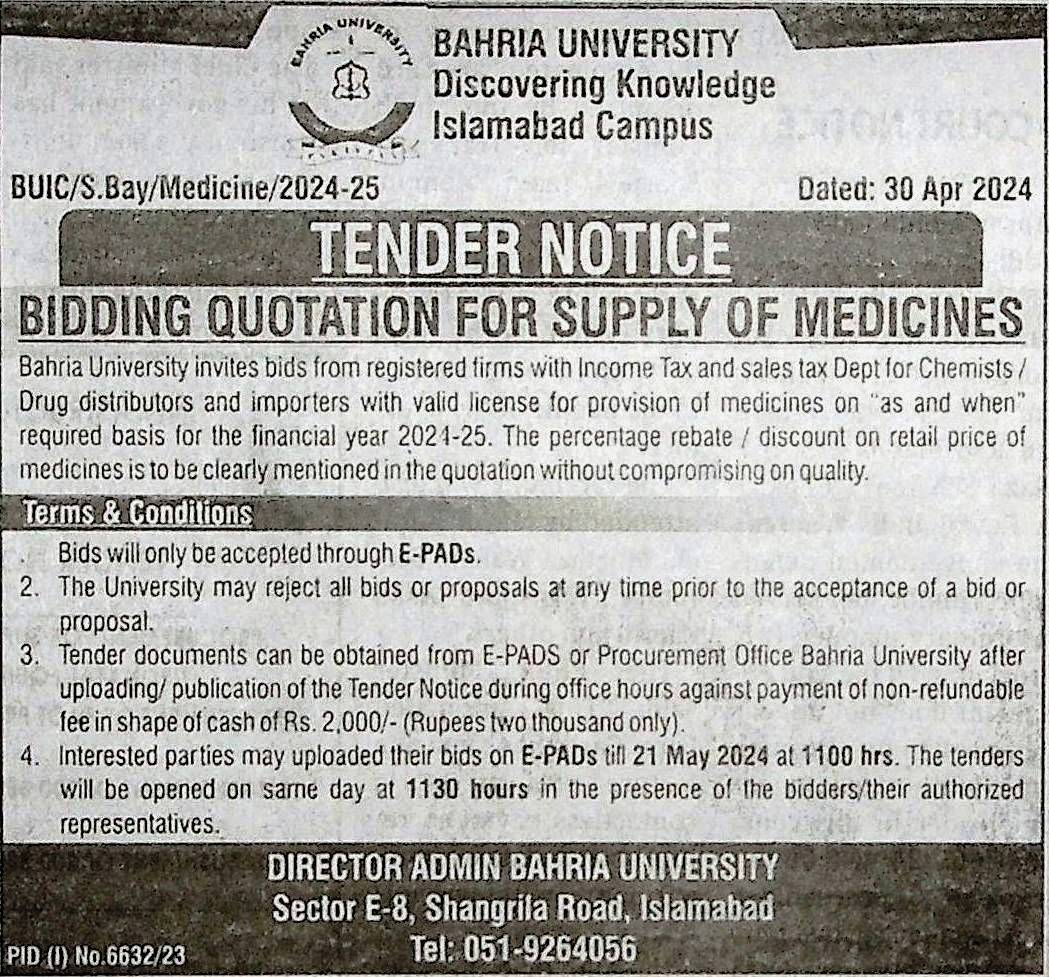 BAHRIA UNIVERSITY
BAHRIA UNIVERSITY
Discovering Knowledge
Islamabad Campus
BUIC/S.Bay/Medicine/2024-25
Dated: 30 Apr 2024
TENDER NOTICE
BIDDING QUOTATION FOR SUPPLY OF MEDICINES
Bahria University invites bids from registered firms with Income Tax and sales tax Dept for Chemists /
Drug distributors and importers with valid license for provision of medicines on "as and when"
required basis for the financial year 2024-25. The percentage rebate / discount on retail price of
medicines is to be clearly mentioned in the quotation without compromising on quality.
Terms & Conditions
. Bids will only be accepted through E-PADs.
2. The University may reject all bids or proposals at any time prior to the acceptance of a bid or
proposal.
3. Tender documents can be obtained from E-PADS or Procurement Office Bahria University after
uploading/ publication of the Tender Notice during office hours against payment of non-refundable
fee in shape of cash of Rs. 2,000/- (Rupees two thousand only).
4. Interested parties may uploaded their bids on E-PADs till 21 May 2024 at 1100 hrs. The tenders
will be opened on same day at 1130 hours in the presence of the bidders/their authorized
representatives.
DIRECTOR ADMIN BAHRIA UNIVERSITY
Sector E-8, Shangrila Road, Islamabad
Tel: 051-9264056
PID (I) No.6632/23